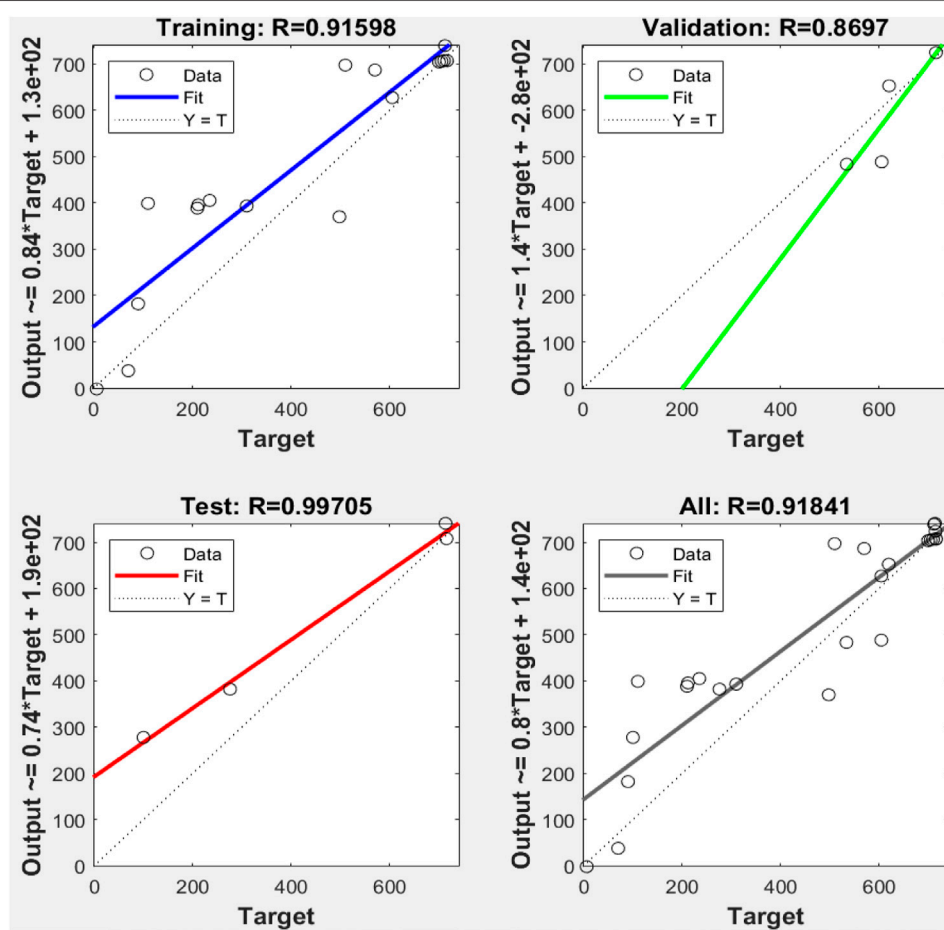 Training: R=0.91598
Output ~= 0.84*Target + 1.3e+02
700
600
500
400
300
200
100
0
Data
Fit
Y = T
0 200 400 600
Target
Validation: R=0.8697
Output ~= 1.4*Target + -2.8e+02
700
600
500
400
300
200
100
0
Data
Fit
Y = T
0 200 400 600
Target
Test: R=0.99705
Output ~= 0.74*Target + 1.9e+02
700
600
500
400
300
200
100
0
Data
Fit
Y = T
0 200 400 600
Target
All: R=0.91841
Output ~= 0.8*Target + 1.4e+02
700
600
500
400
300
200
100
0
Data
Fit
Y = T
0 200 400 600
Target